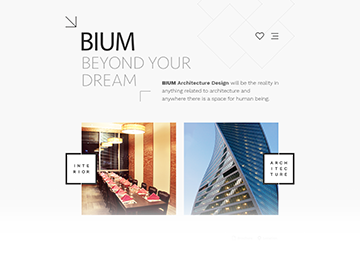 BIUM
BEYOND YOUR
DREAM
BIUM Architecture Design will be the reality in
anything related to architecture and
anywhere there is a space for human being.
INTE
RIOR
ARCH
ITEC
TURE